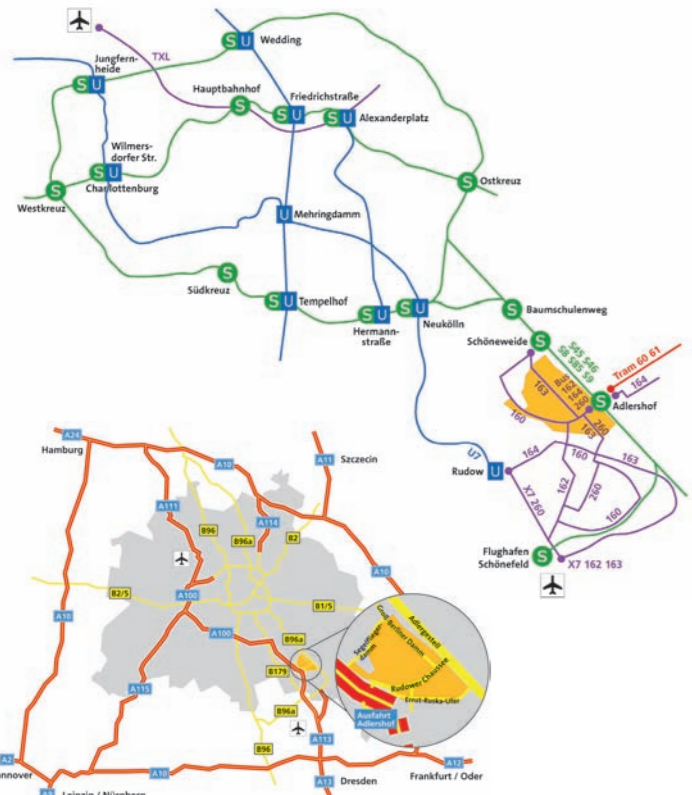 TXL
Jungfern-
heide
S U
S U
Wedding
Hauptbahnhof
S
Friedrichstraße
S U
S U
Alexanderplatz
Wilmers-
dorfer Str.
S U
Charlottenburg
S
Westkreuz
S
Ostkreuz
U
Mehringdamm
S
Südkreuz
S U
Tempelhof
S U
Hermann-
straße
S U
Neukölln
S
Baumschulenweg
Schöneweide
S
S45 S46
S8 S85 S9
Tram 60 61
164
Bus
162
164
260
163
160
S
Adlershof
260
163
160
163
164
162
260
160
U7
Rudow
U
X7 260
Flughafen
Schönefeld
S
X7 162 163
A24
Hamburg
A10
A11
Szczecin
A111
B96
B96a
A114
B2
A10
B2/5
A100
B1/5
A10
A100
B96a
B179
A115
B96a
B96
A113
A2
A10
A13
Dresden
A12
Frankfurt / Oder
Leipzig / Nürnberg
Adlergestell
Groß-Berliner Damm
Segelflieger-
damm
Rudower Chaussee
Ernst-Ruska-Ufer
Ausfahrt
Adlershof